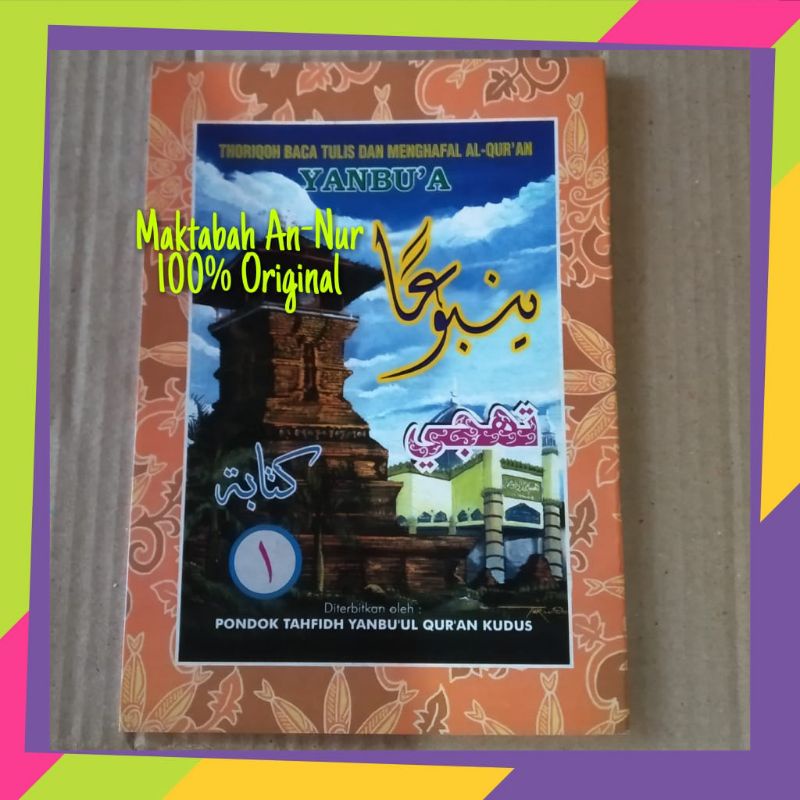 THORIQOH BACA TULIS DAN MENGHAFAL AL-QUR'AN
YANBU'A
Maktabah An-Nur
100% Original
ينبوعا
تهجي
كتابة
١
Diterbitkan oleh :
PONDOK TAHFIDH YANBU'UL QUR'AN KUDUS